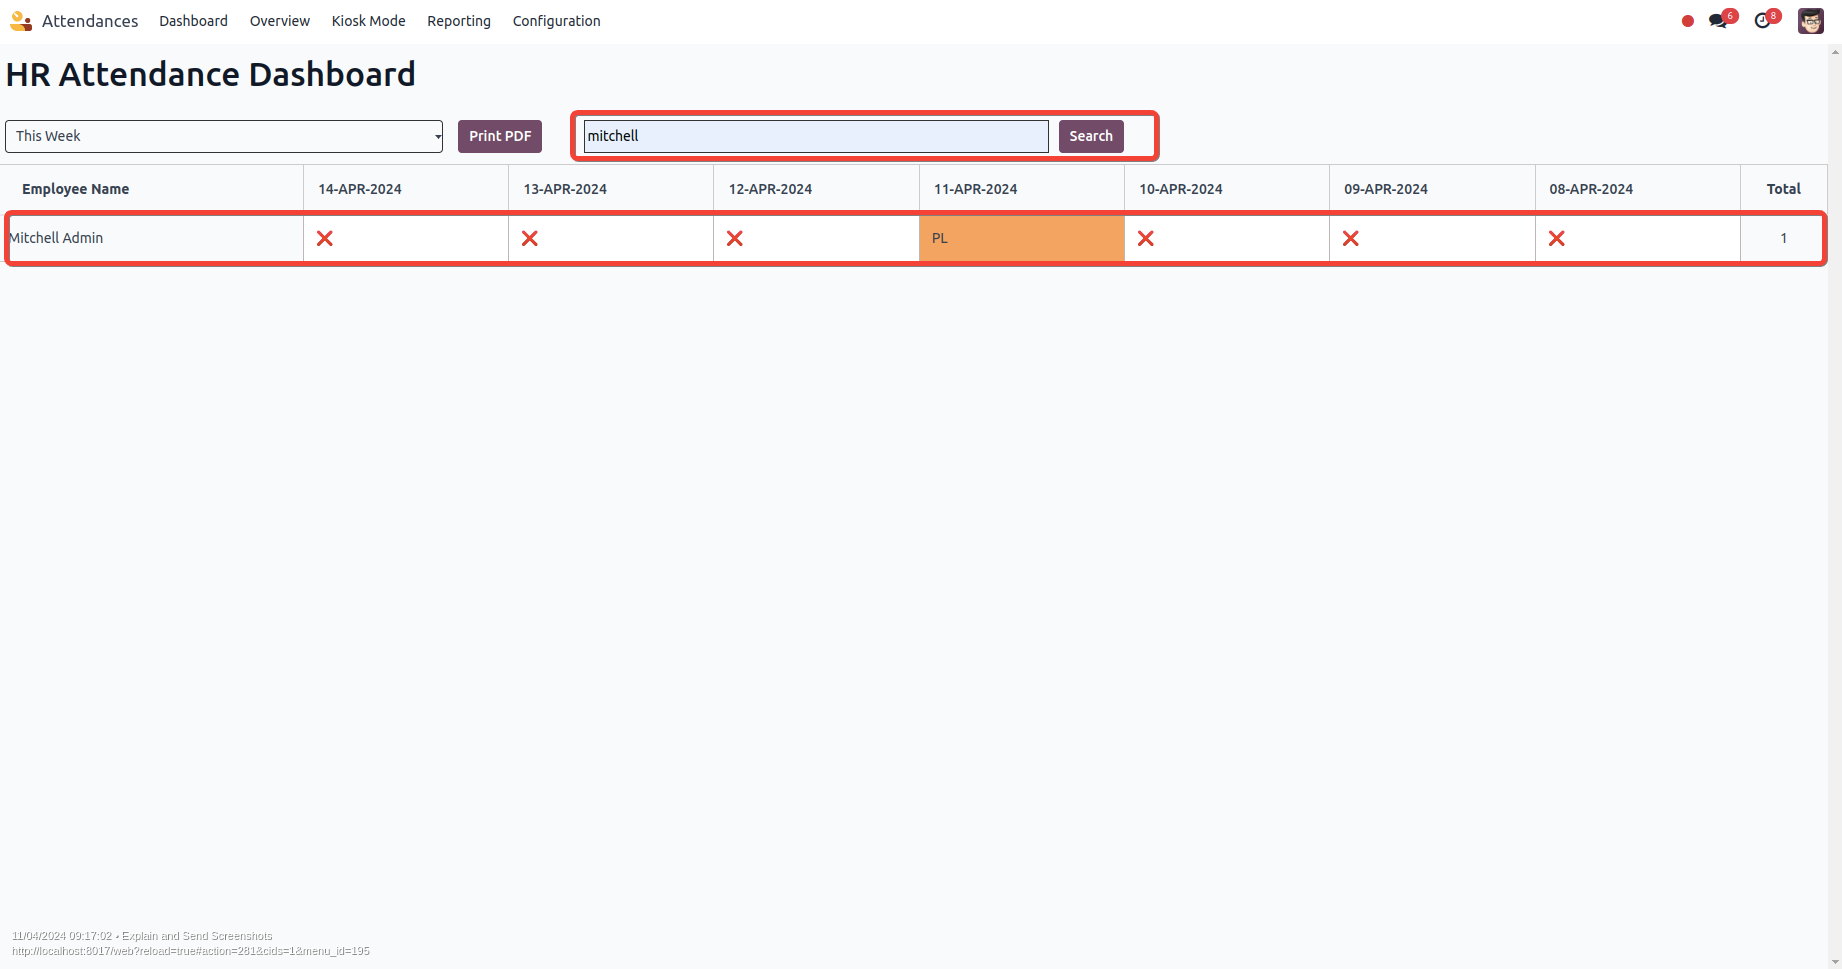 Attendances Dashboard Overview Kiosk Mode Reporting Configuration 6 8
HR Attendance Dashboard
This Week Print PDF mitchell Search
Employee Name 14-APR-2024 13-APR-2024 12-APR-2024 11-APR-2024 10-APR-2024 09-APR-2024 08-APR-2024 Total
Mitchell Admin ❌ ❌ ❌ PL ❌ ❌ ❌ 1
11/04/2024 09:17:02 • Explain and Send Screenshots
http://localhost:8017/web?reload=true#action=281&cids=1&menu_id=195